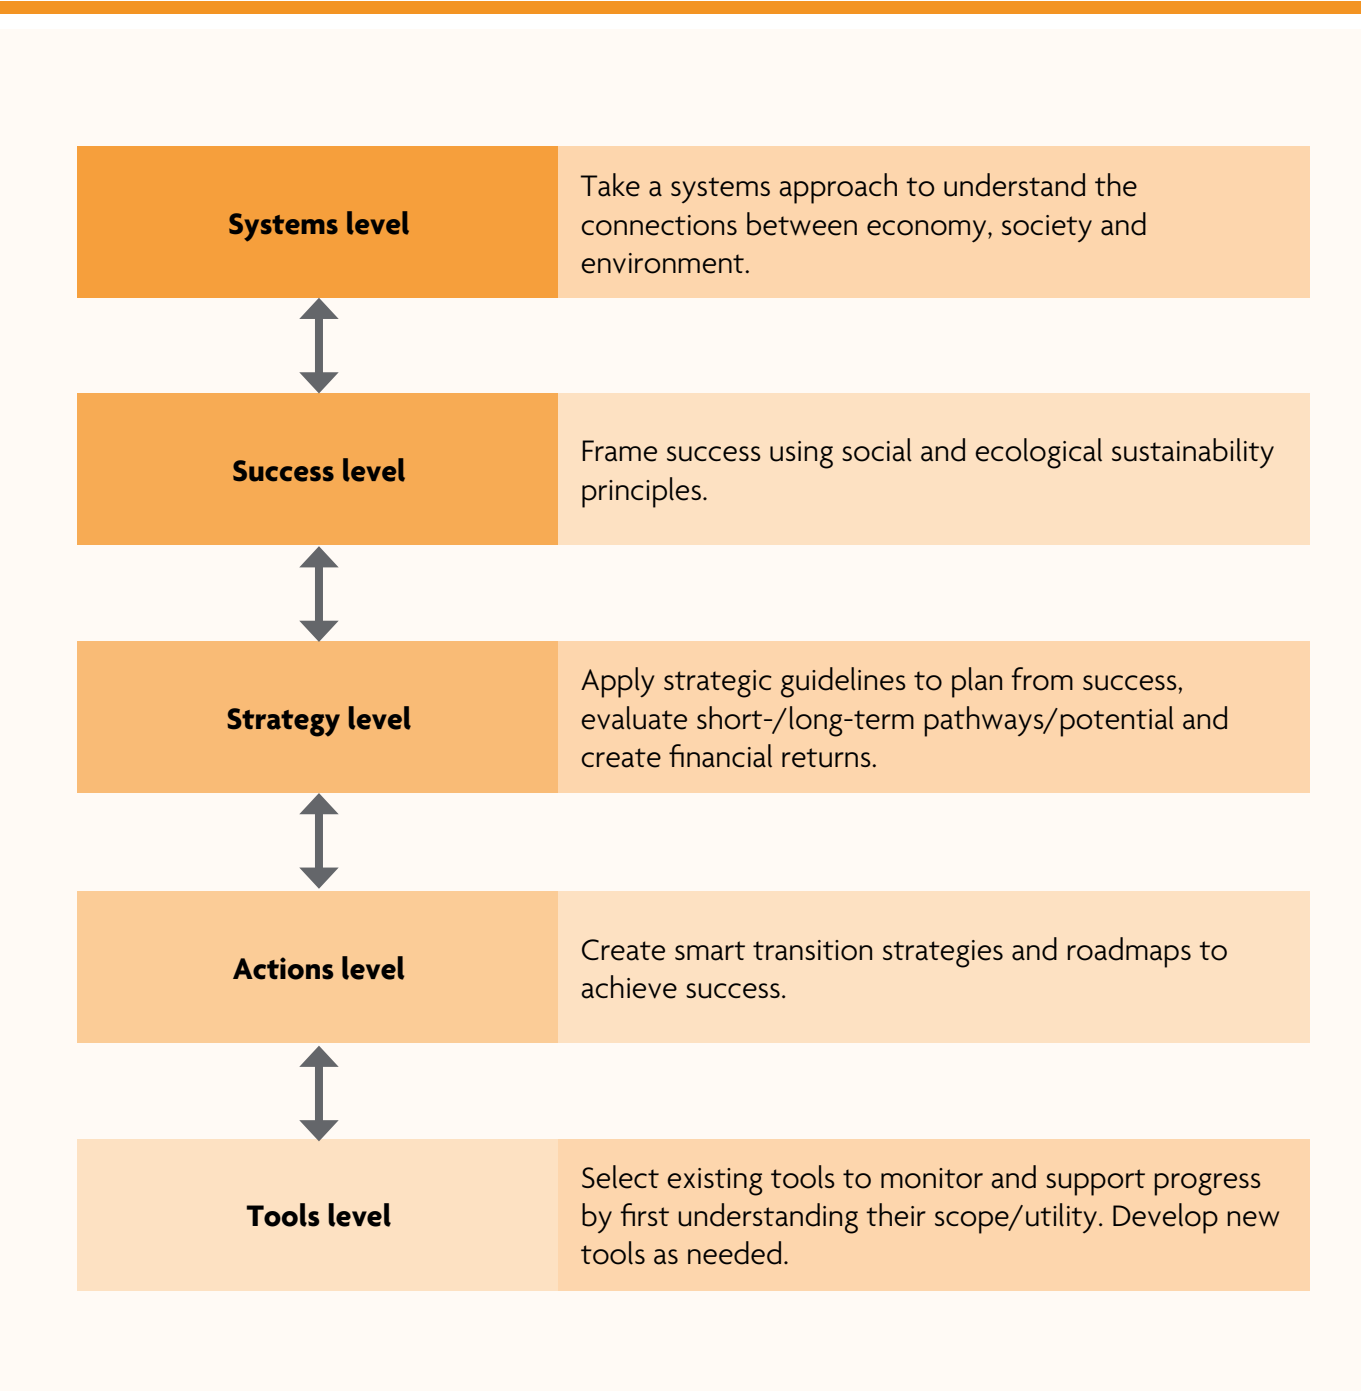 Systems level
Take a systems approach to understand the
connections between economy, society and
environment.
Success level
Frame success using social and ecological sustainability
principles.
Strategy level
Apply strategic guidelines to plan from success,
evaluate short-/long-term pathways/potential and
create financial returns.
Actions level
Create smart transition strategies and roadmaps to
achieve success.
Tools level
Select existing tools to monitor and support progress
by first understanding their scope/utility. Develop new
tools as needed.